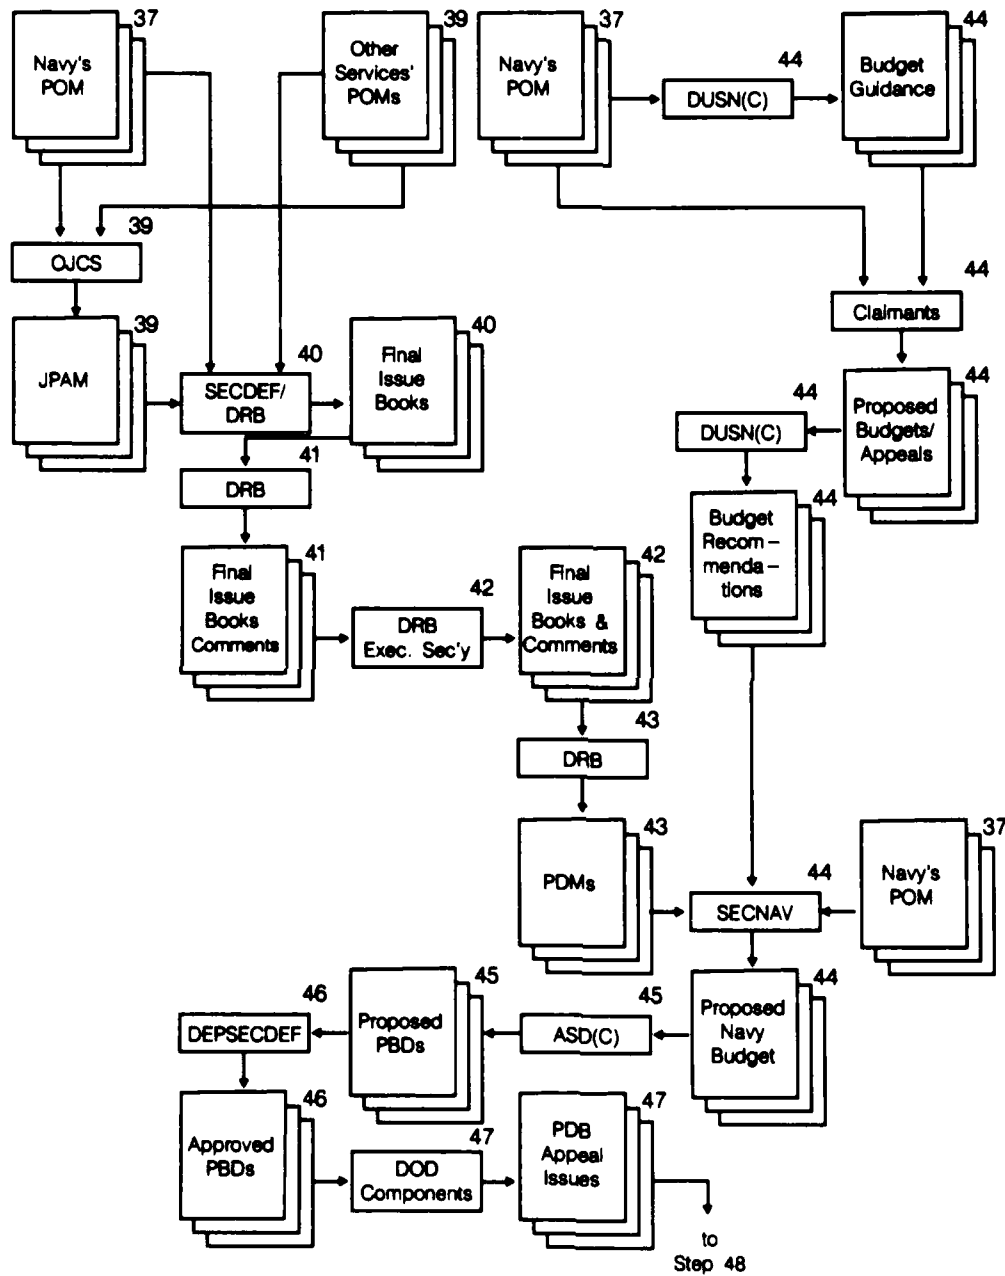 37
39
37
44
Navy's
POM
Other
Services'
POMs
Navy's
POM
44
DUSN(C)
Budget
Guidance
39
OJCS
44
Claimants
39
JPAM
40
SECDEF/
DRB
40
Final
Issue
Books
44
Proposed
Budgets/
Appeals
44
DUSN(C)
41
DRB
44
Budget
Recom-
menda-
tions
41
Final
Issue
Books
Comments
42
DRB
Exec. Sec'y
42
Final
Issue
Books &
Comments
43
DRB
43
PDMs
44
SECNAV
37
Navy's
POM
46
DEPSECDEF
45
Proposed
PBDs
45
ASD(C)
44
Proposed
Navy
Budget
46
Approved
PBDs
47
DOD
Components
47
PDB
Appeal
Issues
to
Step 48